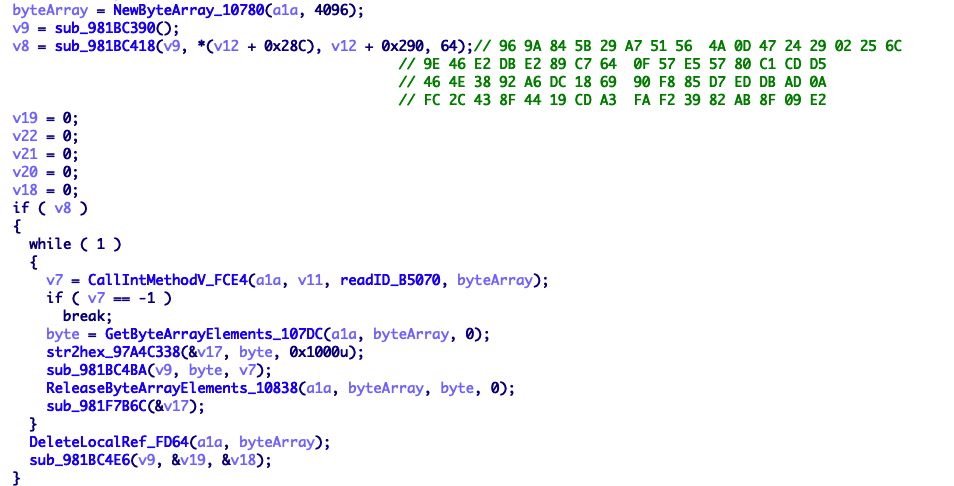 byteArray = NewByteArray_10780(a1a, 4096);
v9 = sub_981BC390();
v8 = sub_981BC418(v9, *(v12 + 0x28C), v12 + 0x290, 64);// 96 9A 84 5B 29 A7 51 56  4A 0D 47 24 29 02 25 6C
// 9E 46 E2 DB E2 89 C7 64  0F 57 E5 57 80 C1 CD D5
// 46 4E 38 92 A6 DC 18 69  90 F8 85 D7 ED DB AD 0A
// FC 2C 43 8F 44 19 CD A3  FA F2 39 82 AB 8F 09 E2
v19 = 0;
v22 = 0;
v21 = 0;
v20 = 0;
v18 = 0;
if ( v8 )
{
  while ( 1 )
  {
    v7 = CallIntMethodV_FCE4(a1a, v11, readID_B5070, byteArray);
    if ( v7 == -1 )
      break;
    byte = GetByteArrayElements_107DC(a1a, byteArray, 0);
    str2hex_97A4C338(&v17, byte, 0x1000u);
    sub_981BC4BA(v9, byte, v7);
    ReleaseByteArrayElements_10838(a1a, byteArray, byte, 0);
    sub_981F7B6C(&v17);
  }
  DeleteLocalRef_FD64(a1a, byteArray);
  sub_981BC4E6(v9, &v19, &v18);
}